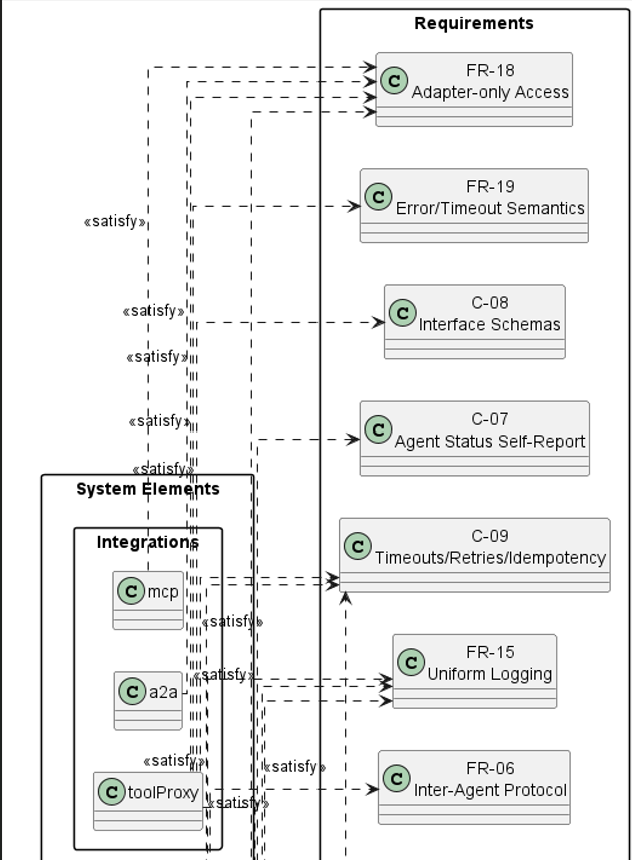 Requirements
C
FR-18
Adapter-only Access
C
FR-19
Error/Timeout Semantics
«satisfy»
«satisfy»
C
C-08
Interface Schemas
«satisfy»
«satisfy»
C
C-07
Agent Status Self-Report
«satisfy»
System Elements
Integrations
C
C-09
Timeouts/Retries/Idempotency
C
mcp
«satisfy»
C
FR-15
Uniform Logging
«satisfy»
C
a2a
«satisfy»
«satisfy»
C
FR-06
Inter-Agent Protocol
C
toolProxy
«satisfy»